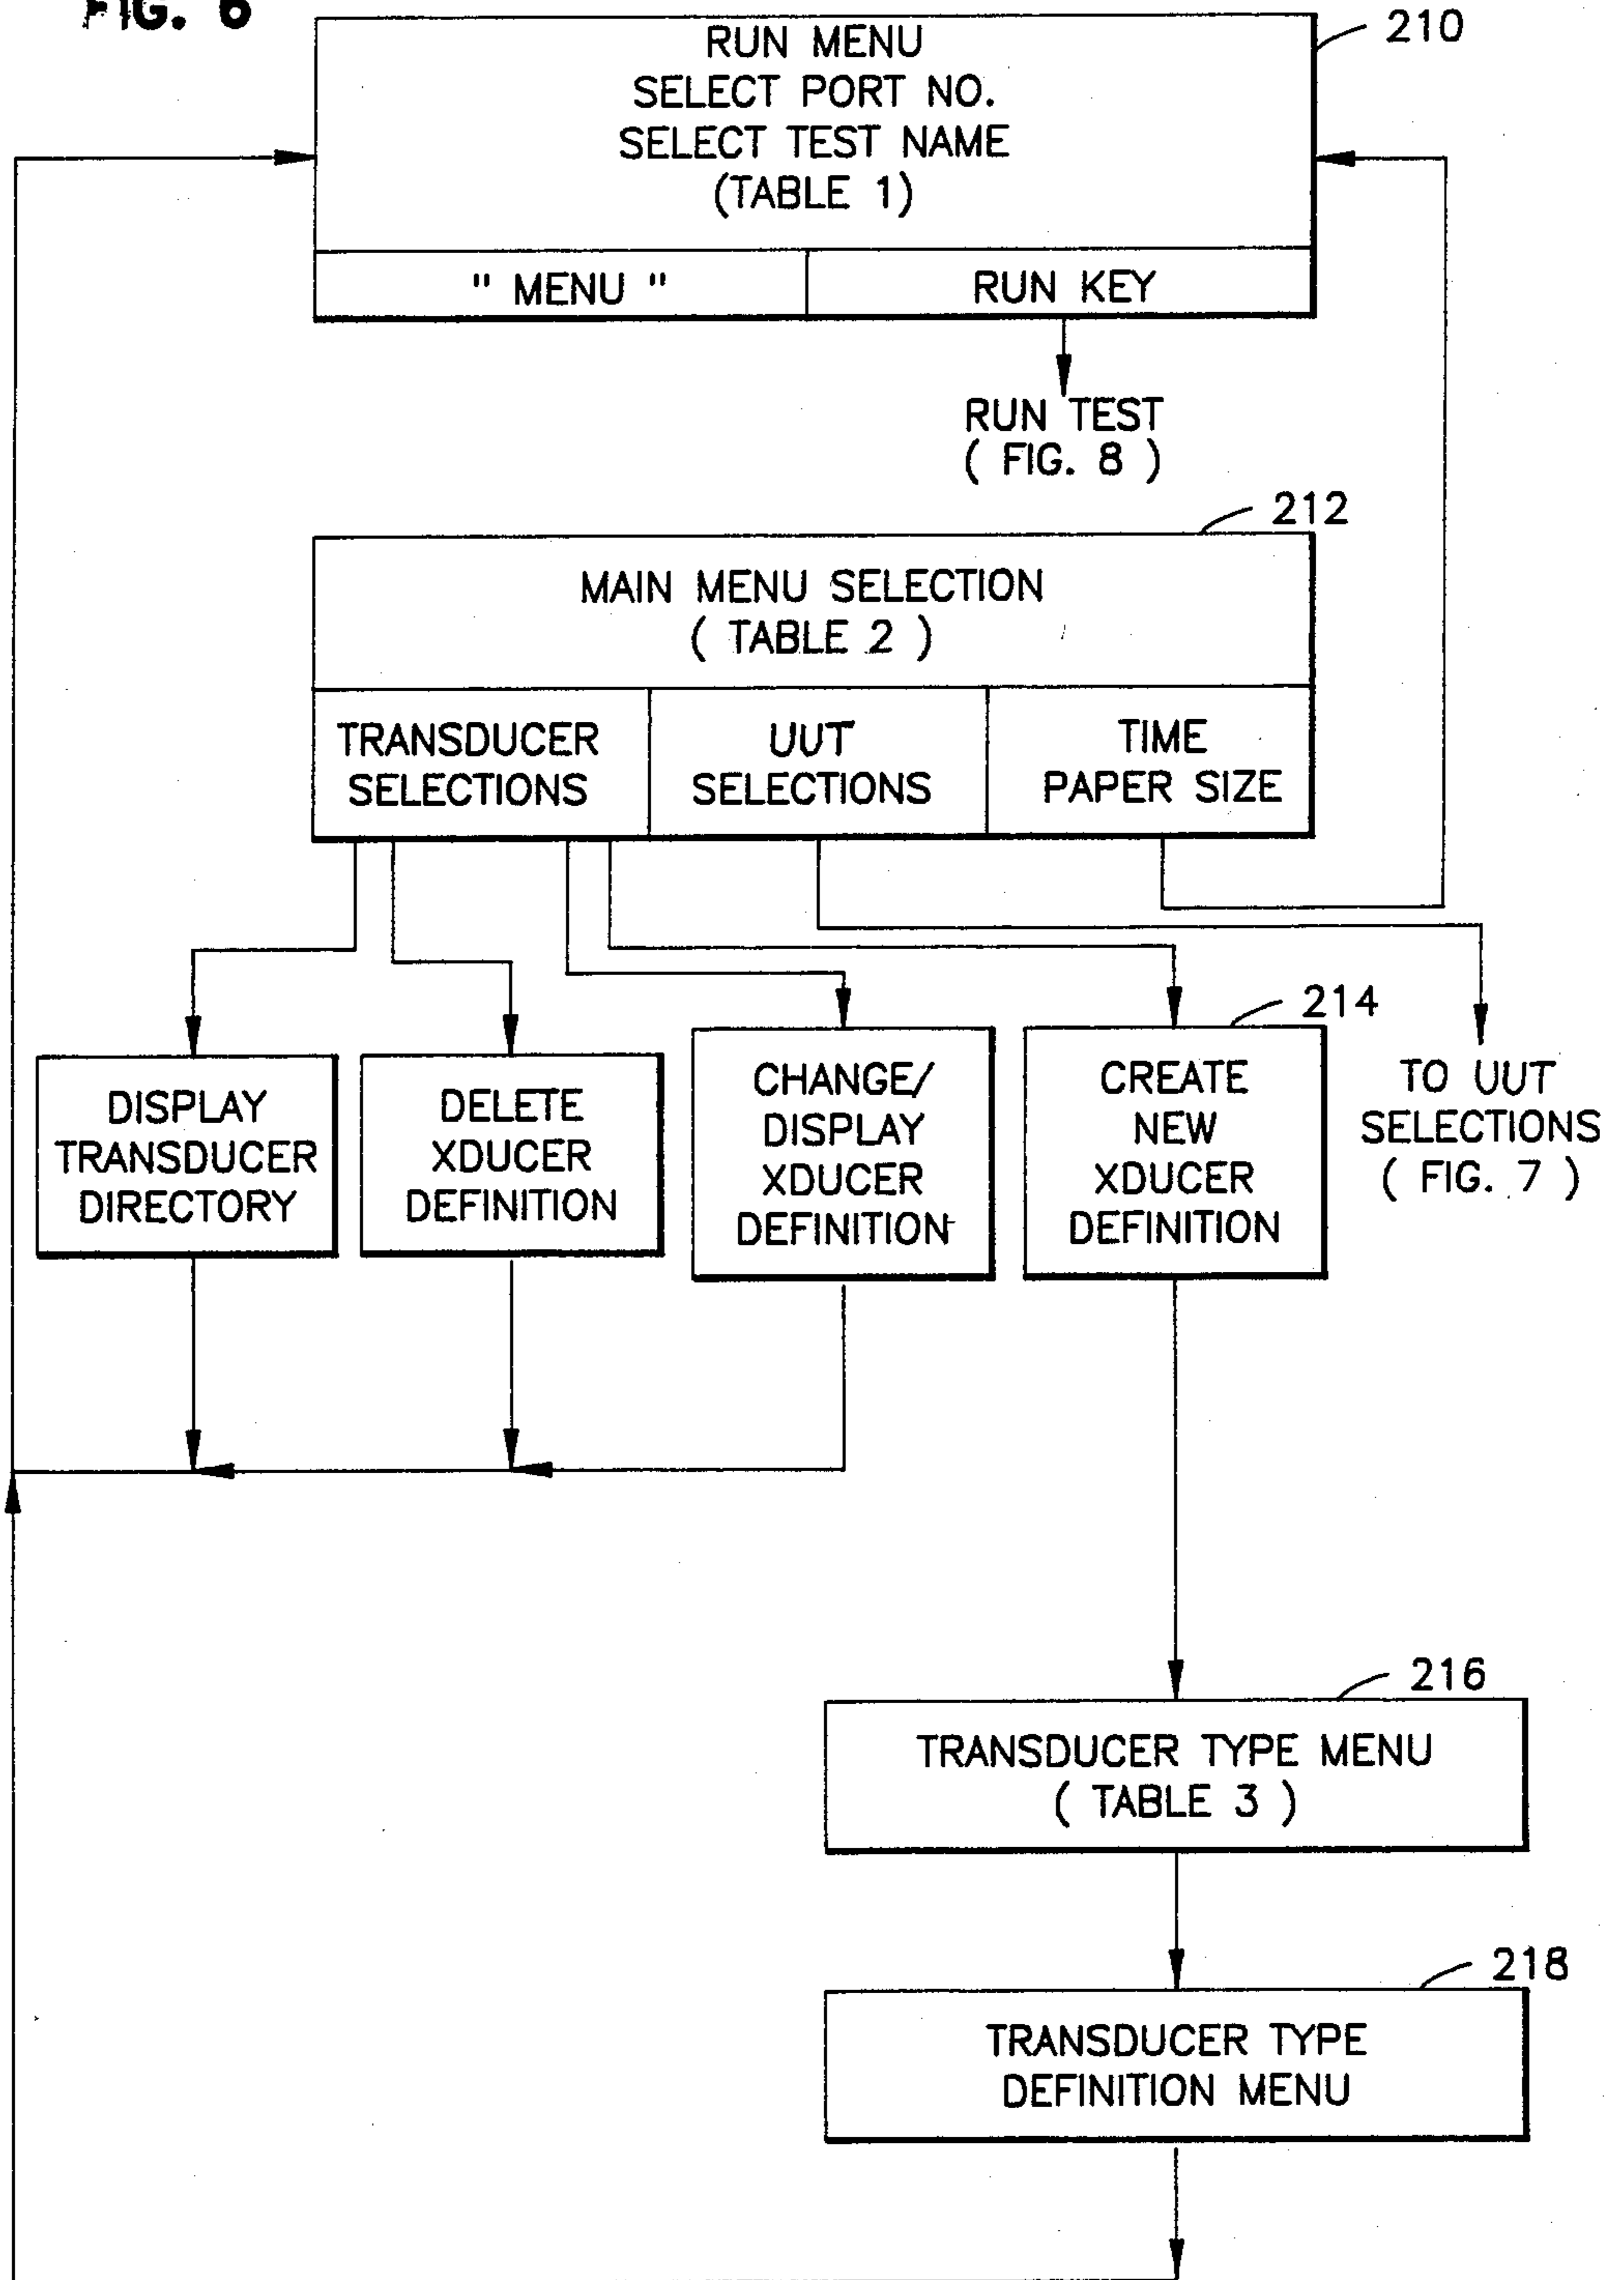 FIG. 6
210
RUN MENU
SELECT PORT NO.
SELECT TEST NAME
(TABLE 1)
" MENU "
RUN KEY
RUN TEST
( FIG. 8 )
212
MAIN MENU SELECTION
( TABLE 2 )
TRANSDUCER
SELECTIONS
UUT
SELECTIONS
TIME
PAPER SIZE
DISPLAY
TRANSDUCER
DIRECTORY
DELETE
XDUCER
DEFINITION
CHANGE/
DISPLAY
XDUCER
DEFINITION
214
CREATE
NEW
XDUCER
DEFINITION
TO UUT
SELECTIONS
( FIG. 7 )
216
TRANSDUCER TYPE MENU
( TABLE 3 )
218
TRANSDUCER TYPE
DEFINITION MENU